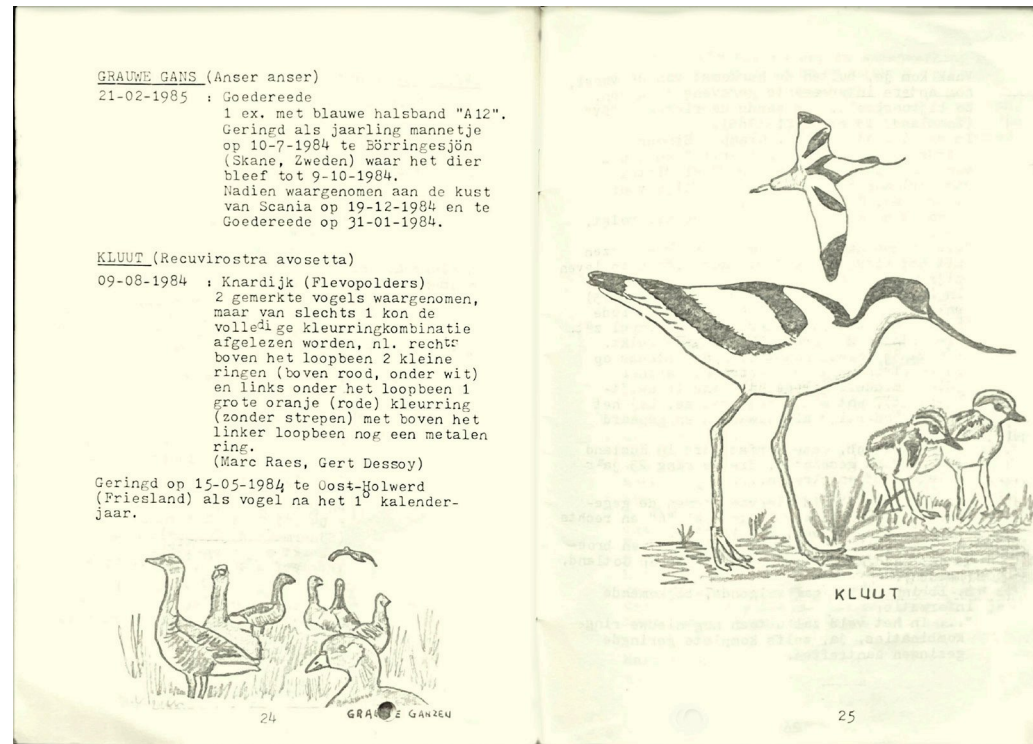 GRAUWE GANS (Anser anser)
21-02-1985 : Goedereede
1 ex. met blauwe halsband "A12".
Geringd als jaarling mannetje
op 10-7-1984 te Börringesjön
(Skane, Zweden) waar het dier
bleef tot 9-10-1984.
Nadien waargenomen aan de kust
van Scania op 19-12-1984 en te
Goedereede op 31-01-1984.
KLUUT (Recuvirostra avosetta)
09-08-1984 : Knardijk (Flevopolders)
2 gemerkte vogels waargenomen,
maar van slechts 1 kon de
volledige kleurringkombinatie
afgelezen worden, nl. rechts
boven het loopbeen 2 kleine
ringen (boven rood, onder wit)
en links onder het loopbeen 1
grote oranje (rode) kleurring
(zonder strepen) met boven het
linker loopbeen nog een metalen
ring.
(Marc Raes, Gert Dessoy)
Geringd op 15-05-1984 te Oost-Holwerd
(Friesland) als vogel na het 1° kalender-
jaar.
24
GRAUWE GANZEN
KLUUT
25